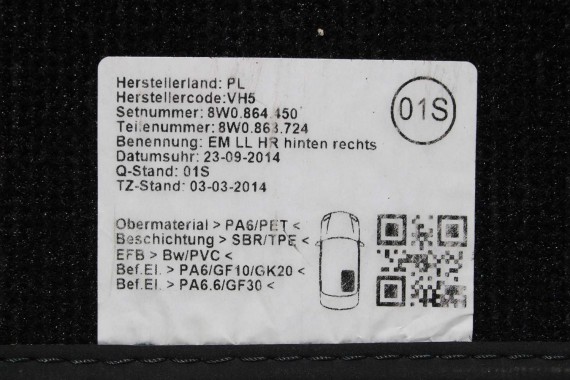 Herstellerland: PL
Herstellercode:VH5
Setnummer: 8W0.864.450
Teilenummer: 8W0.863.724
Benennung: EM LL HR hinten rechts
Datumsuhr: 23-09-2014
Q-Stand: 01S
TZ-Stand: 03-03-2014
01S
Obermaterial > PA6/PET <
Beschichtung > SBR/TPE <
EFB > Bw/PVC <
Bef.El. > PA6/GF10/GK20 <
Bef.El. > PA6.6/GF30 <